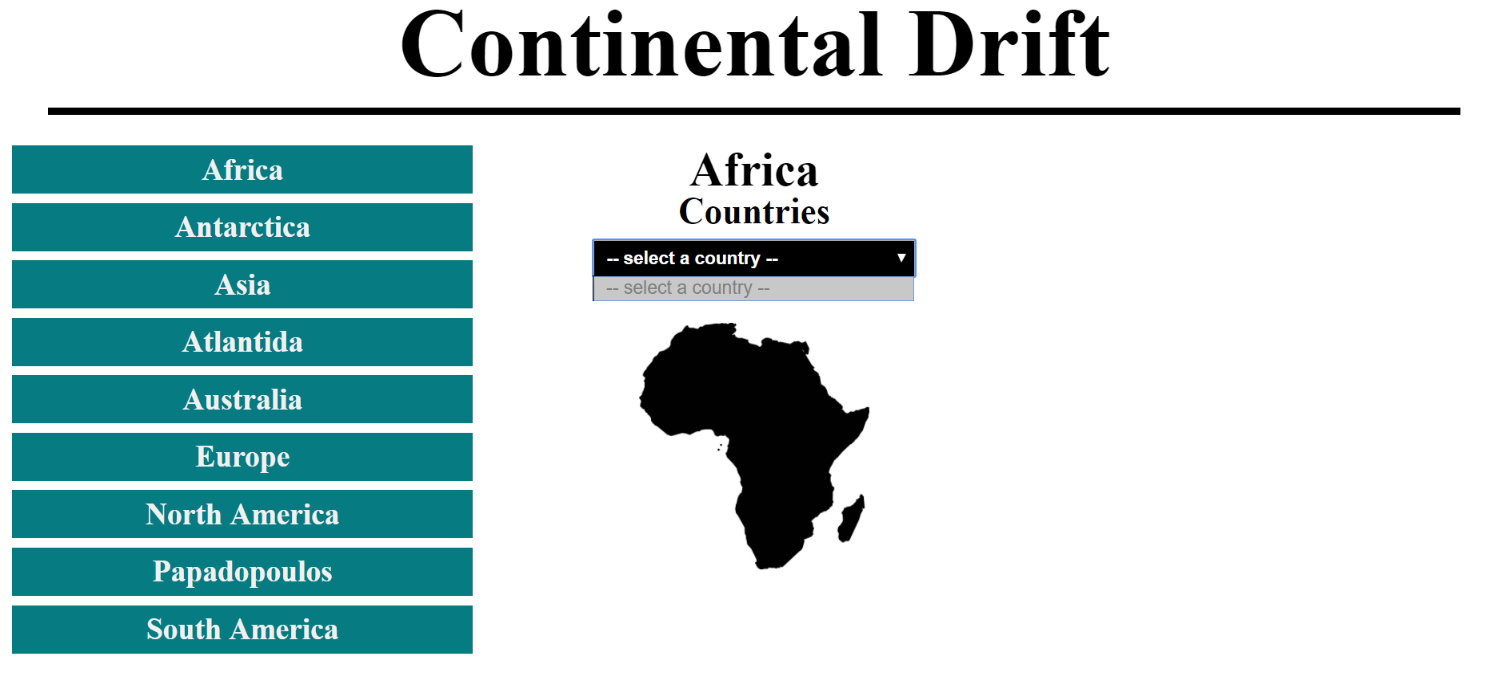 Continental Drift
Africa
Antarctica
Asia
Atlantida
Australia
Europe
North America
Papadopoulos
South America
Africa
Countries
-- select a country --
-- select a country --